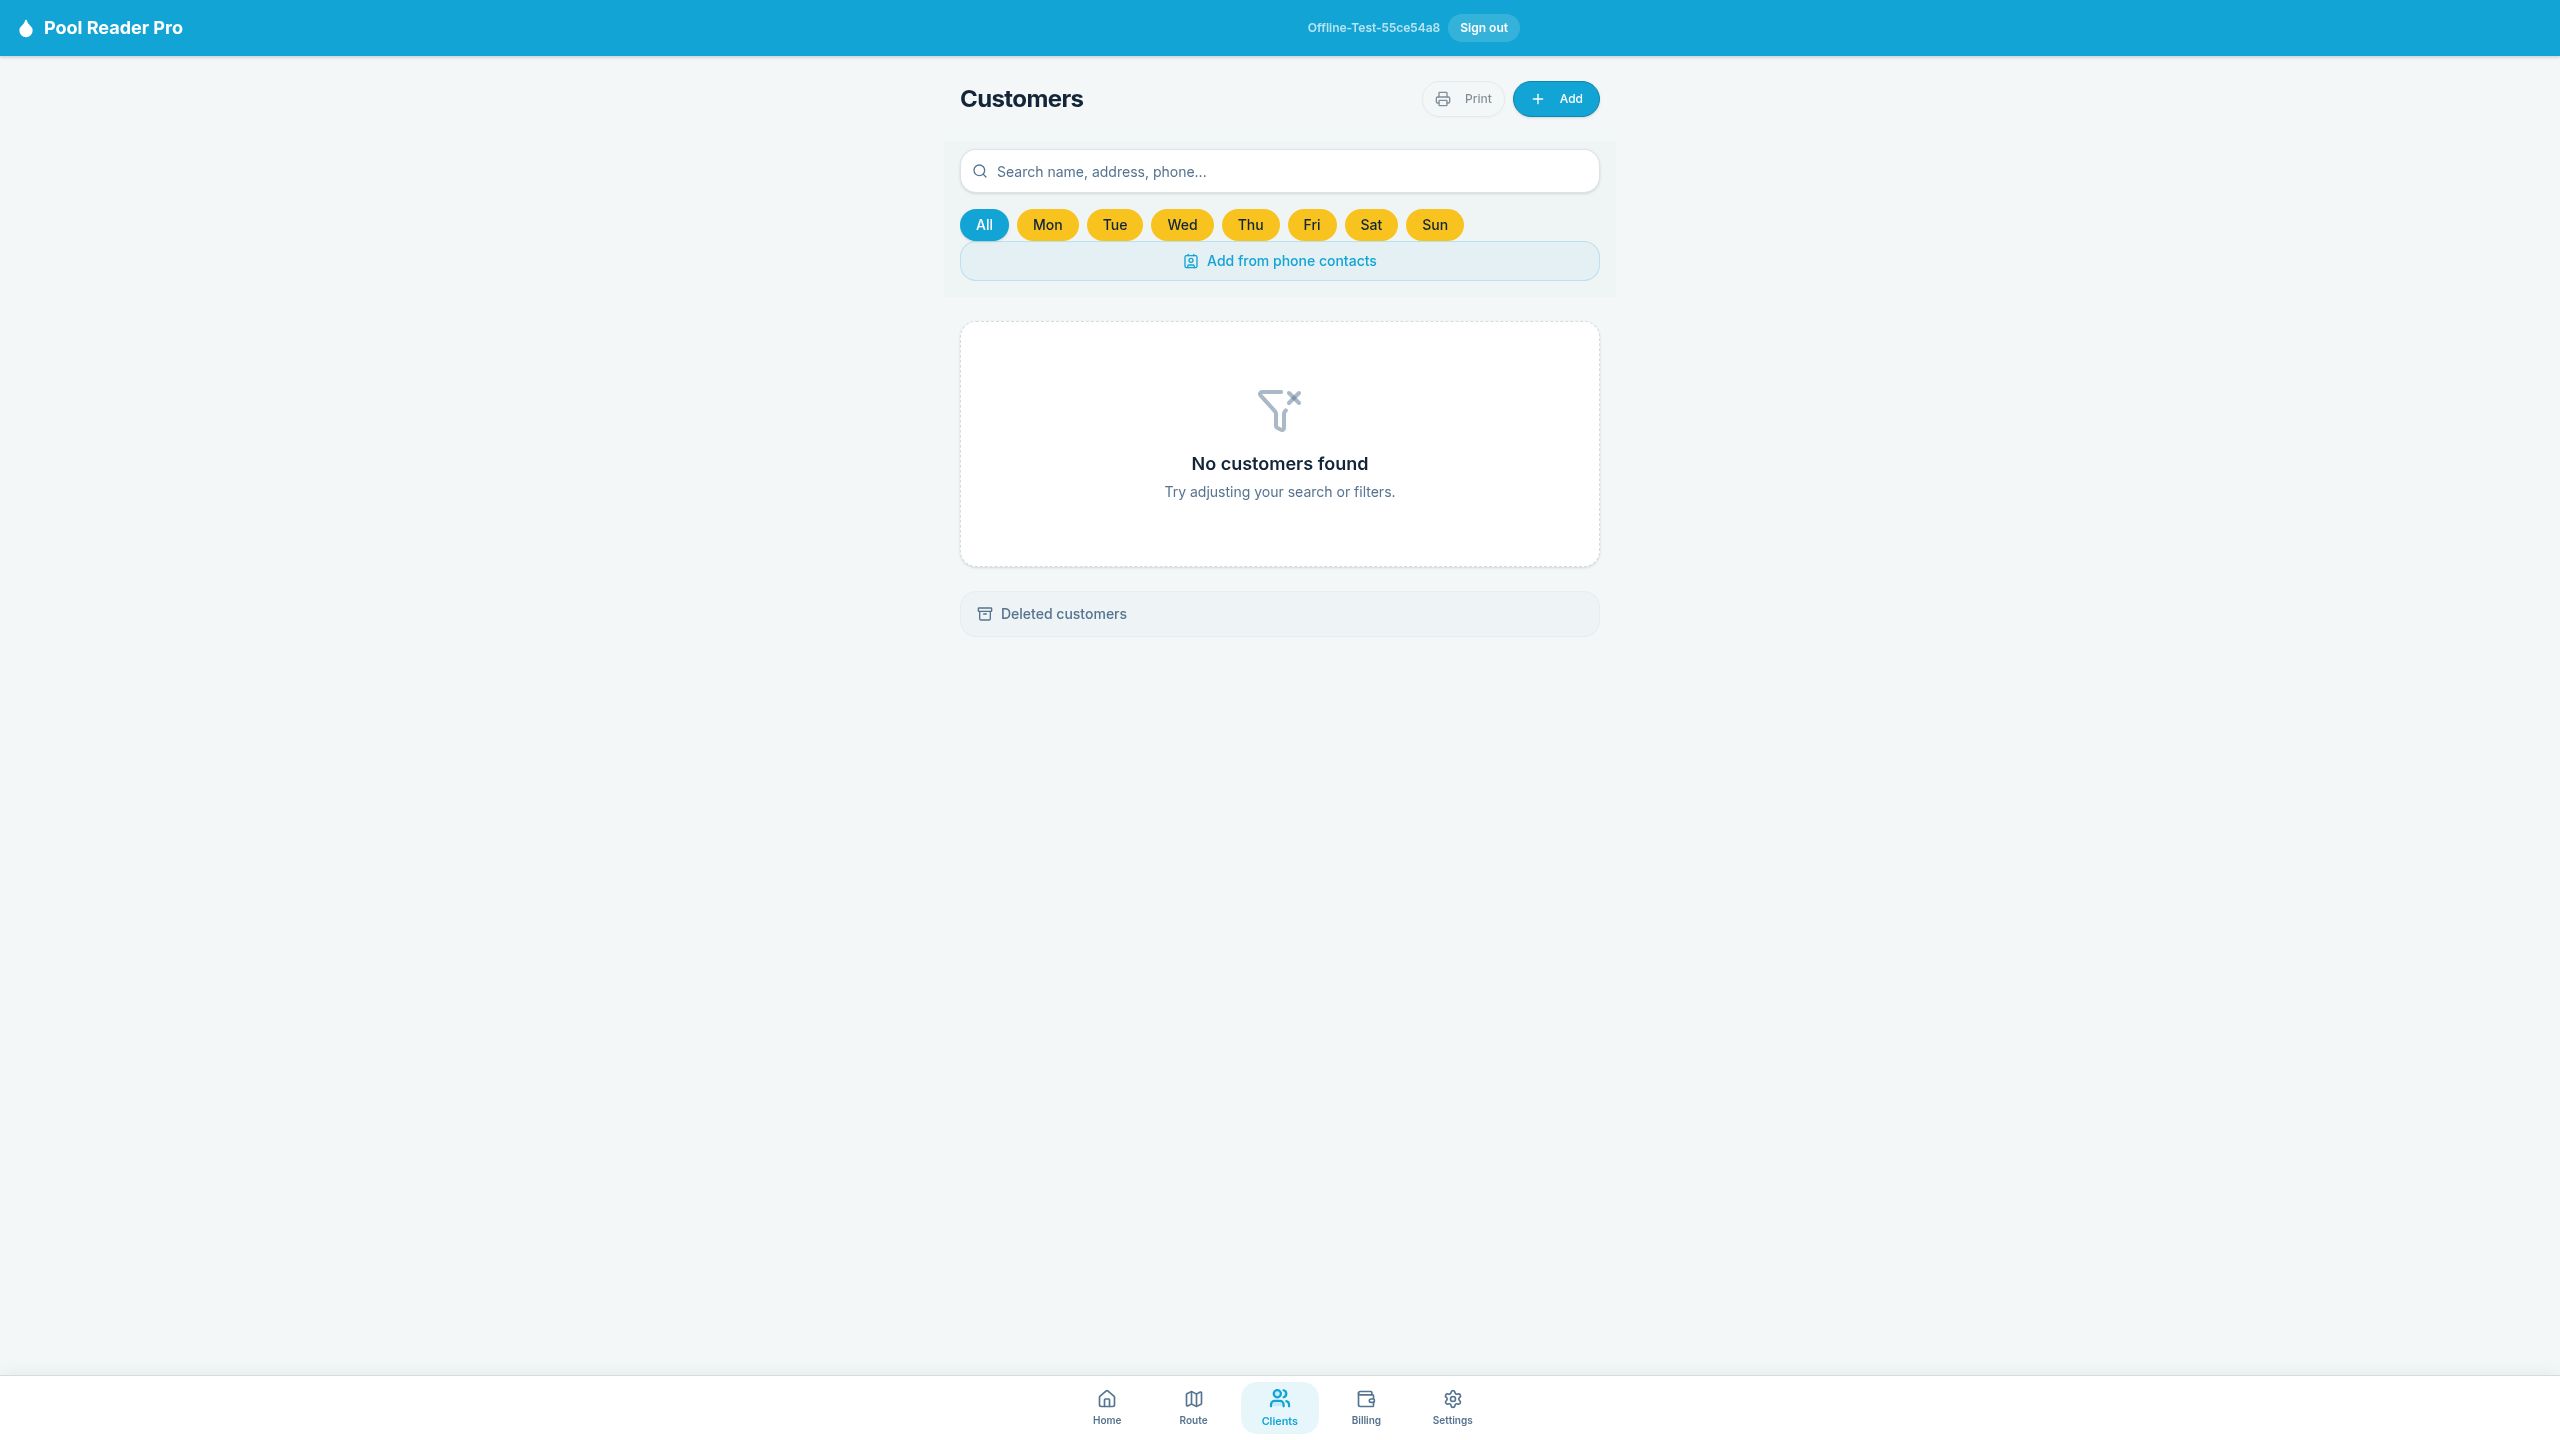 Pool Reader Pro
Offline-Test-55ce54a8 Sign out
Customers
Print Add
Search name, address, phone...
All Mon Tue Wed Thu Fri Sat Sun
Add from phone contacts
No customers found
Try adjusting your search or filters.
Deleted customers
Home Route Clients Billing Settings